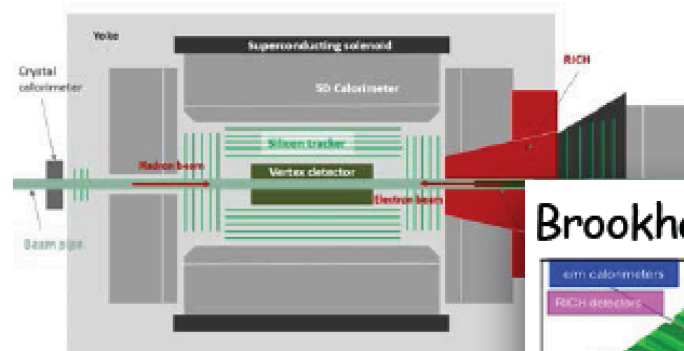 Yoke
Superconducting solenoid
RICH
Crystal
calorimeter
5D Calorimeter
Silicon tracker
Hadron beam
Vertex detector
Electron beam
Beam pipe
Brookh
e/m calorimeters
RICH detectors